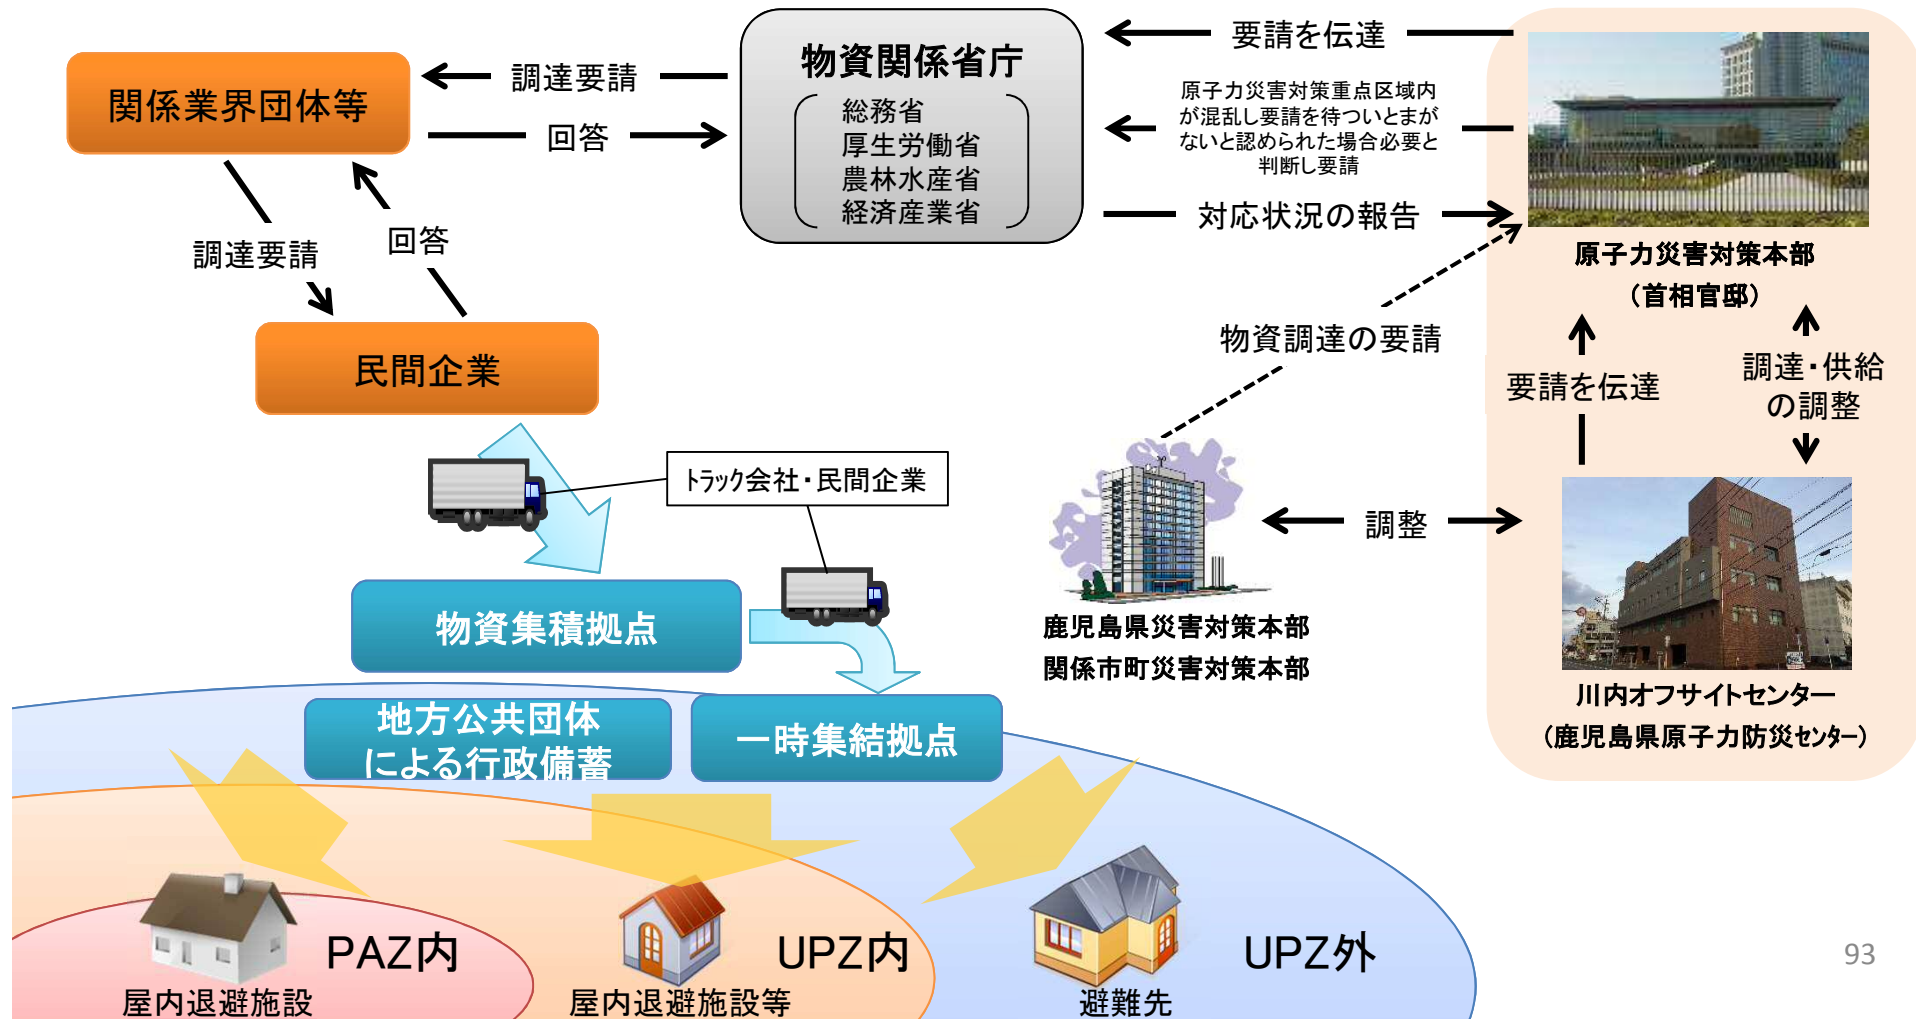 関係業界団体等
調達要請
回答
物資関係省庁
総務省
厚生労働省
農林水産省
経済産業省
要請を伝達
原子力災害対策重点区域内
が混乱し要請を待ついとまが
ないと認められた場合必要と
判断し要請
対応状況の報告
原子力災害対策本部
（首相官邸）
調達要請
回答
民間企業
物資調達の要請
要請を伝達
調達・供給
の調整
トラック会社・民間企業
調整
物資集積拠点
鹿児島県災害対策本部
関係市町災害対策本部
川内オフサイトセンター
（鹿児島県原子力防災センター）
地方公共団体
による行政備蓄
一時集結拠点
PAZ内
屋内退避施設
UPZ内
屋内退避施設等
UPZ外
避難先
93